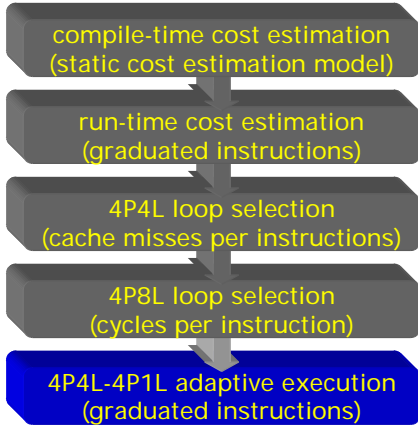 compile-time cost estimation
(static cost estimation model)
run-time cost estimation
(graduated instructions)
4P4L loop selection
(cache misses per instructions)
4P8L loop selection
(cycles per instruction)
4P4L-4P1L adaptive execution
(graduated instructions)